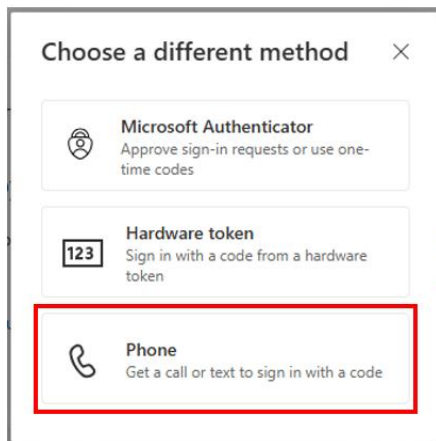 Choose a different method
Microsoft Authenticator
Approve sign-in requests or use one-
time codes
123
Hardware token
Sign in with a code from a hardware
token
Phone
Get a call or text to sign in with a code